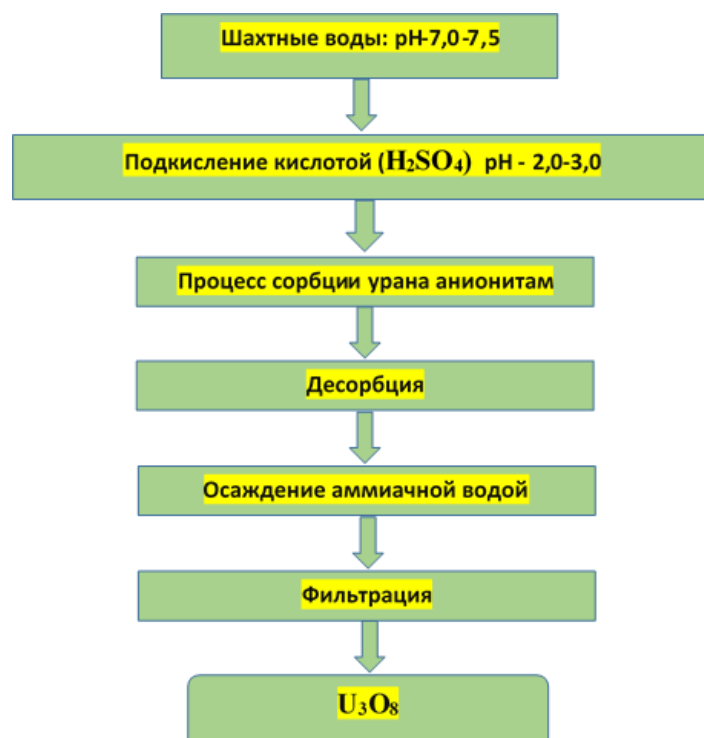 Шахтные воды: pH-7,0-7,5
Подкисление кислотой (H₂SO₄) pH - 2,0-3,0
Процесс сорбции урана анионитам
Десорбция
Осаждение аммиачной водой
Фильтрация
U₃O₈